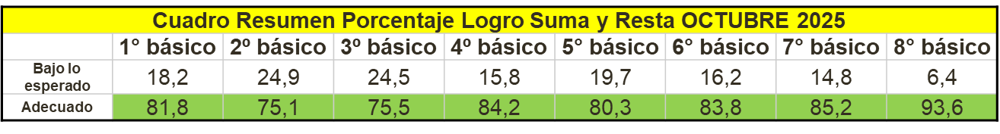 Cuadro Resumen Porcentaje Logro Suma y Resta OCTUBRE 2025
1° básico 2º básico 3º básico 4º básico 5° básico 6° básico 7° básico 8° básico
Bajo lo esperado 18,2 24,9 24,5 15,8 19,7 16,2 14,8 6,4
Adecuado 81,8 75,1 75,5 84,2 80,3 83,8 85,2 93,6